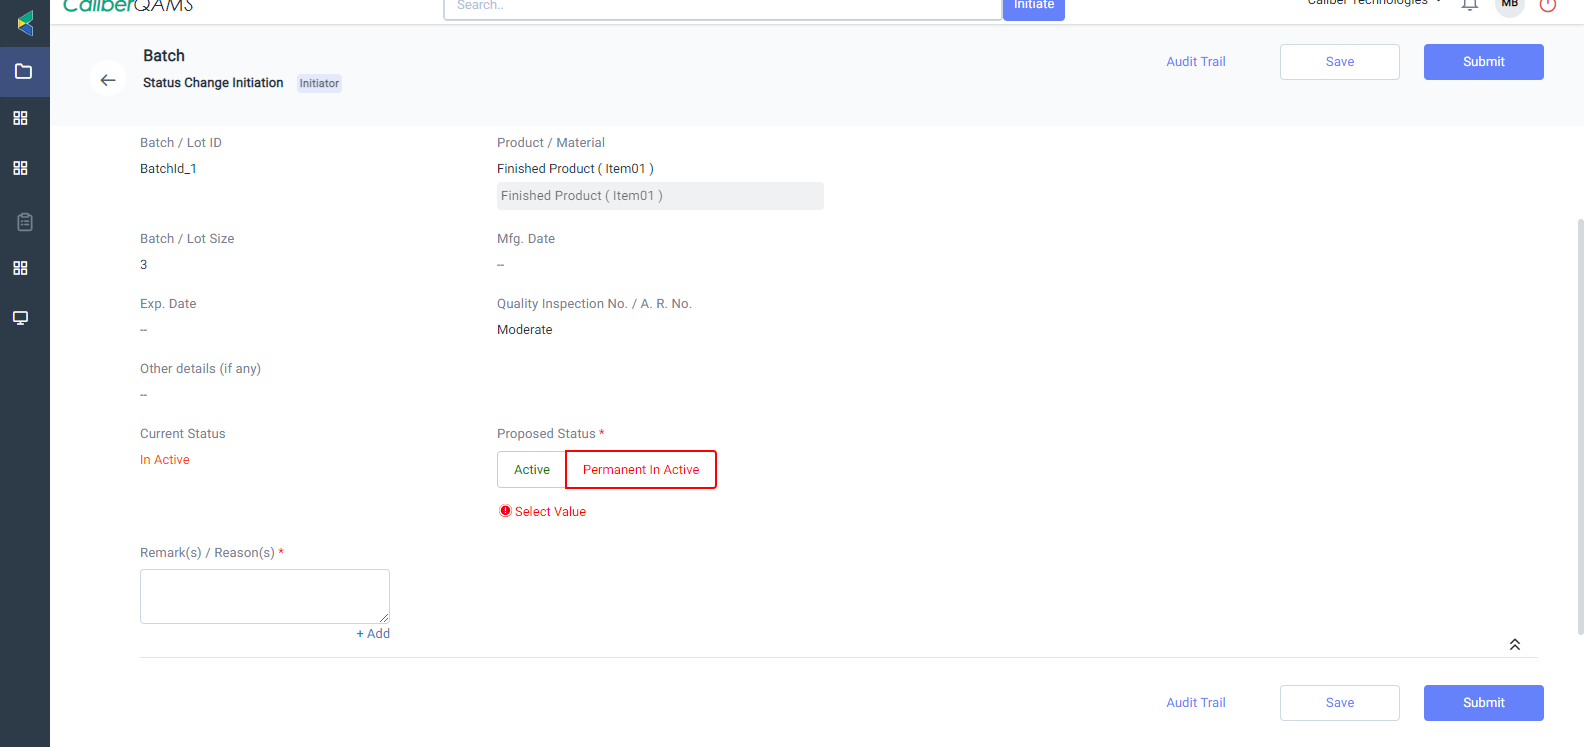 CaliberQAMS
Search..
Initiate
Caliber Technologies
MB
Batch
Status Change Initiation
Initiator
Audit Trail
Save
Submit
Batch / Lot ID
BatchId_1
Product / Material
Finished Product ( Item01 )
Finished Product ( Item01 )
Batch / Lot Size
3
Mfg. Date
--
Exp. Date
--
Quality Inspection No. / A. R. No.
Moderate
Other details (if any)
--
Current Status
In Active
Proposed Status *
Active
Permanent In Active
Select Value
Remark(s) / Reason(s) *
+ Add
Audit Trail
Save
Submit